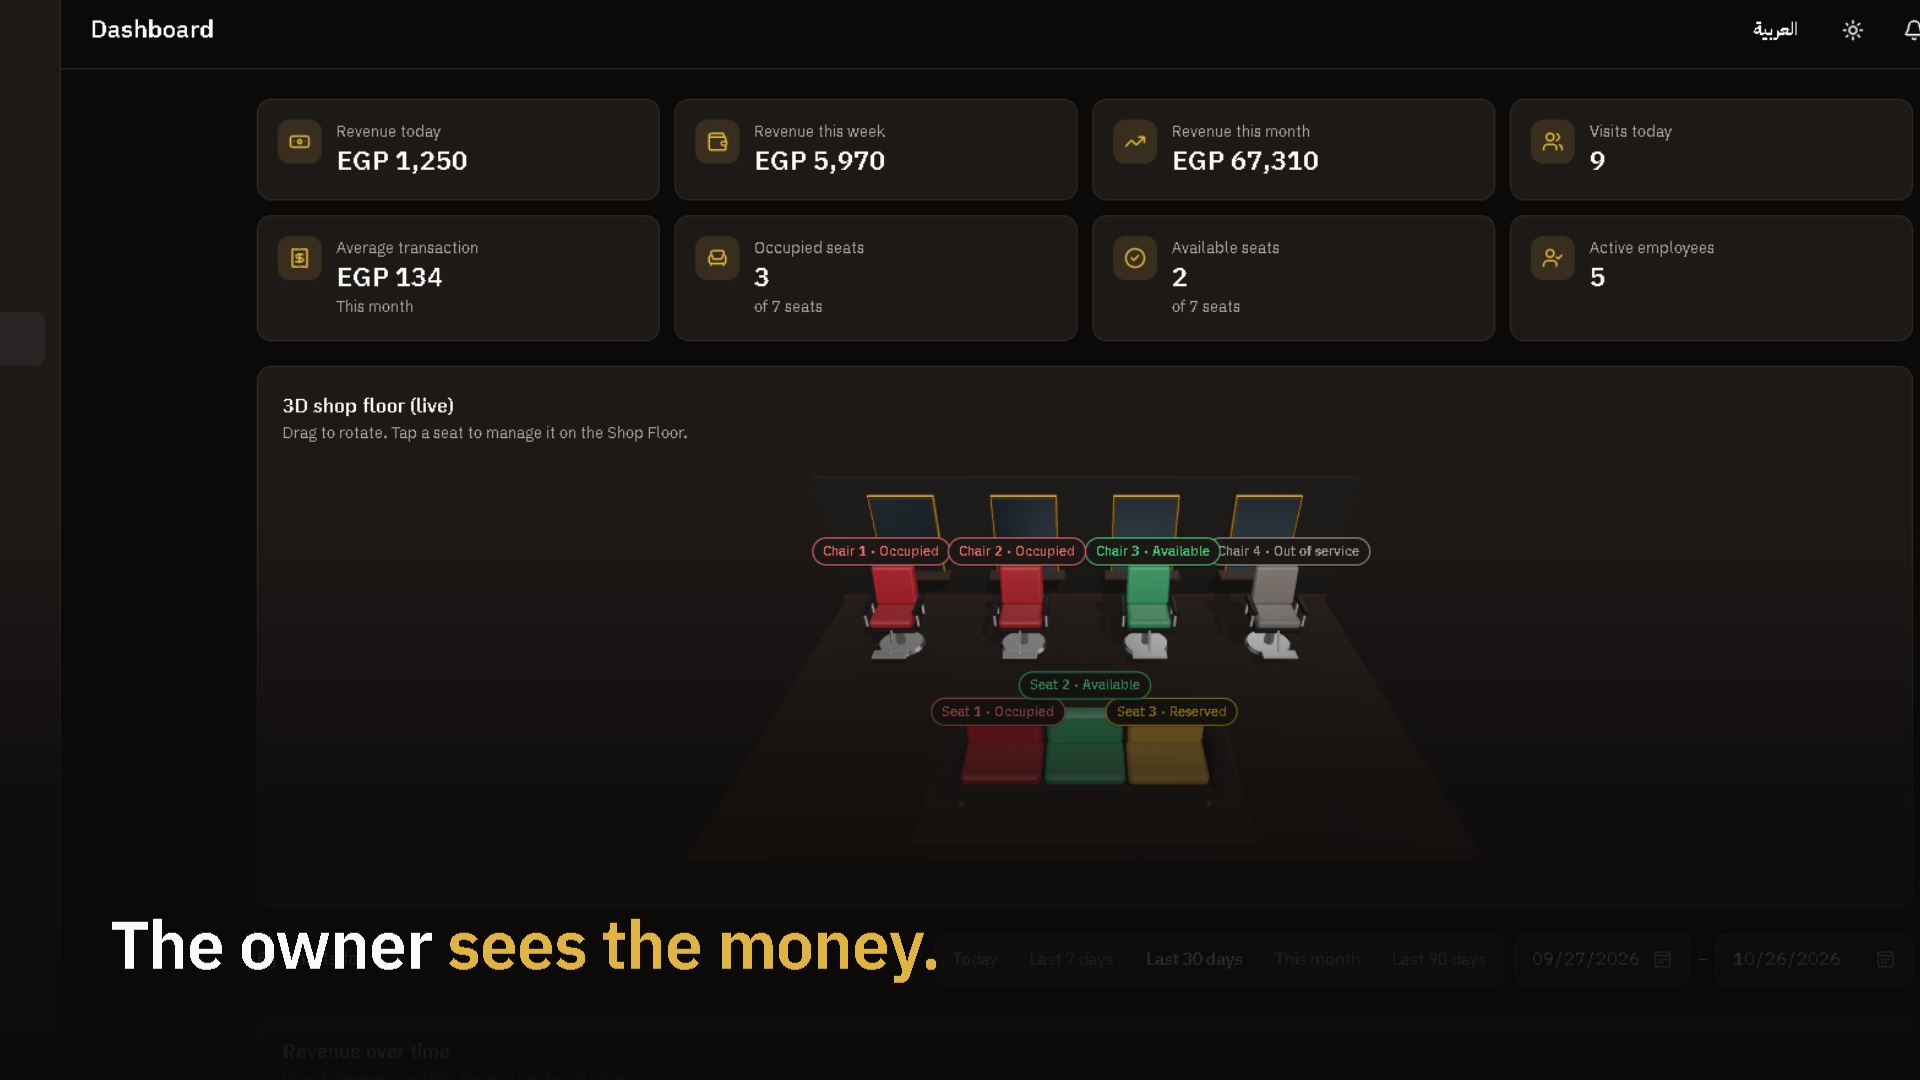 Dashboard
العربية
Revenue today
EGP 1,250
Revenue this week
EGP 5,970
Revenue this month
EGP 67,310
Visits today
9
Average transaction
EGP 134
This month
Occupied seats
3
of 7 seats
Available seats
2
of 7 seats
Active employees
5
3D shop floor (live)
Drag to rotate. Tap a seat to manage it on the Shop Floor.
Chair 1 · Occupied
Chair 2 · Occupied
Chair 3 · Available
Chair 4 · Out of service
Seat 2 · Available
Seat 1 · Occupied
Seat 3 · Reserved
The owner sees the money.
Today
Last 7 days
Last 30 days
This month
Last 90 days
09/27/2026
–
10/26/2026
Revenue over time